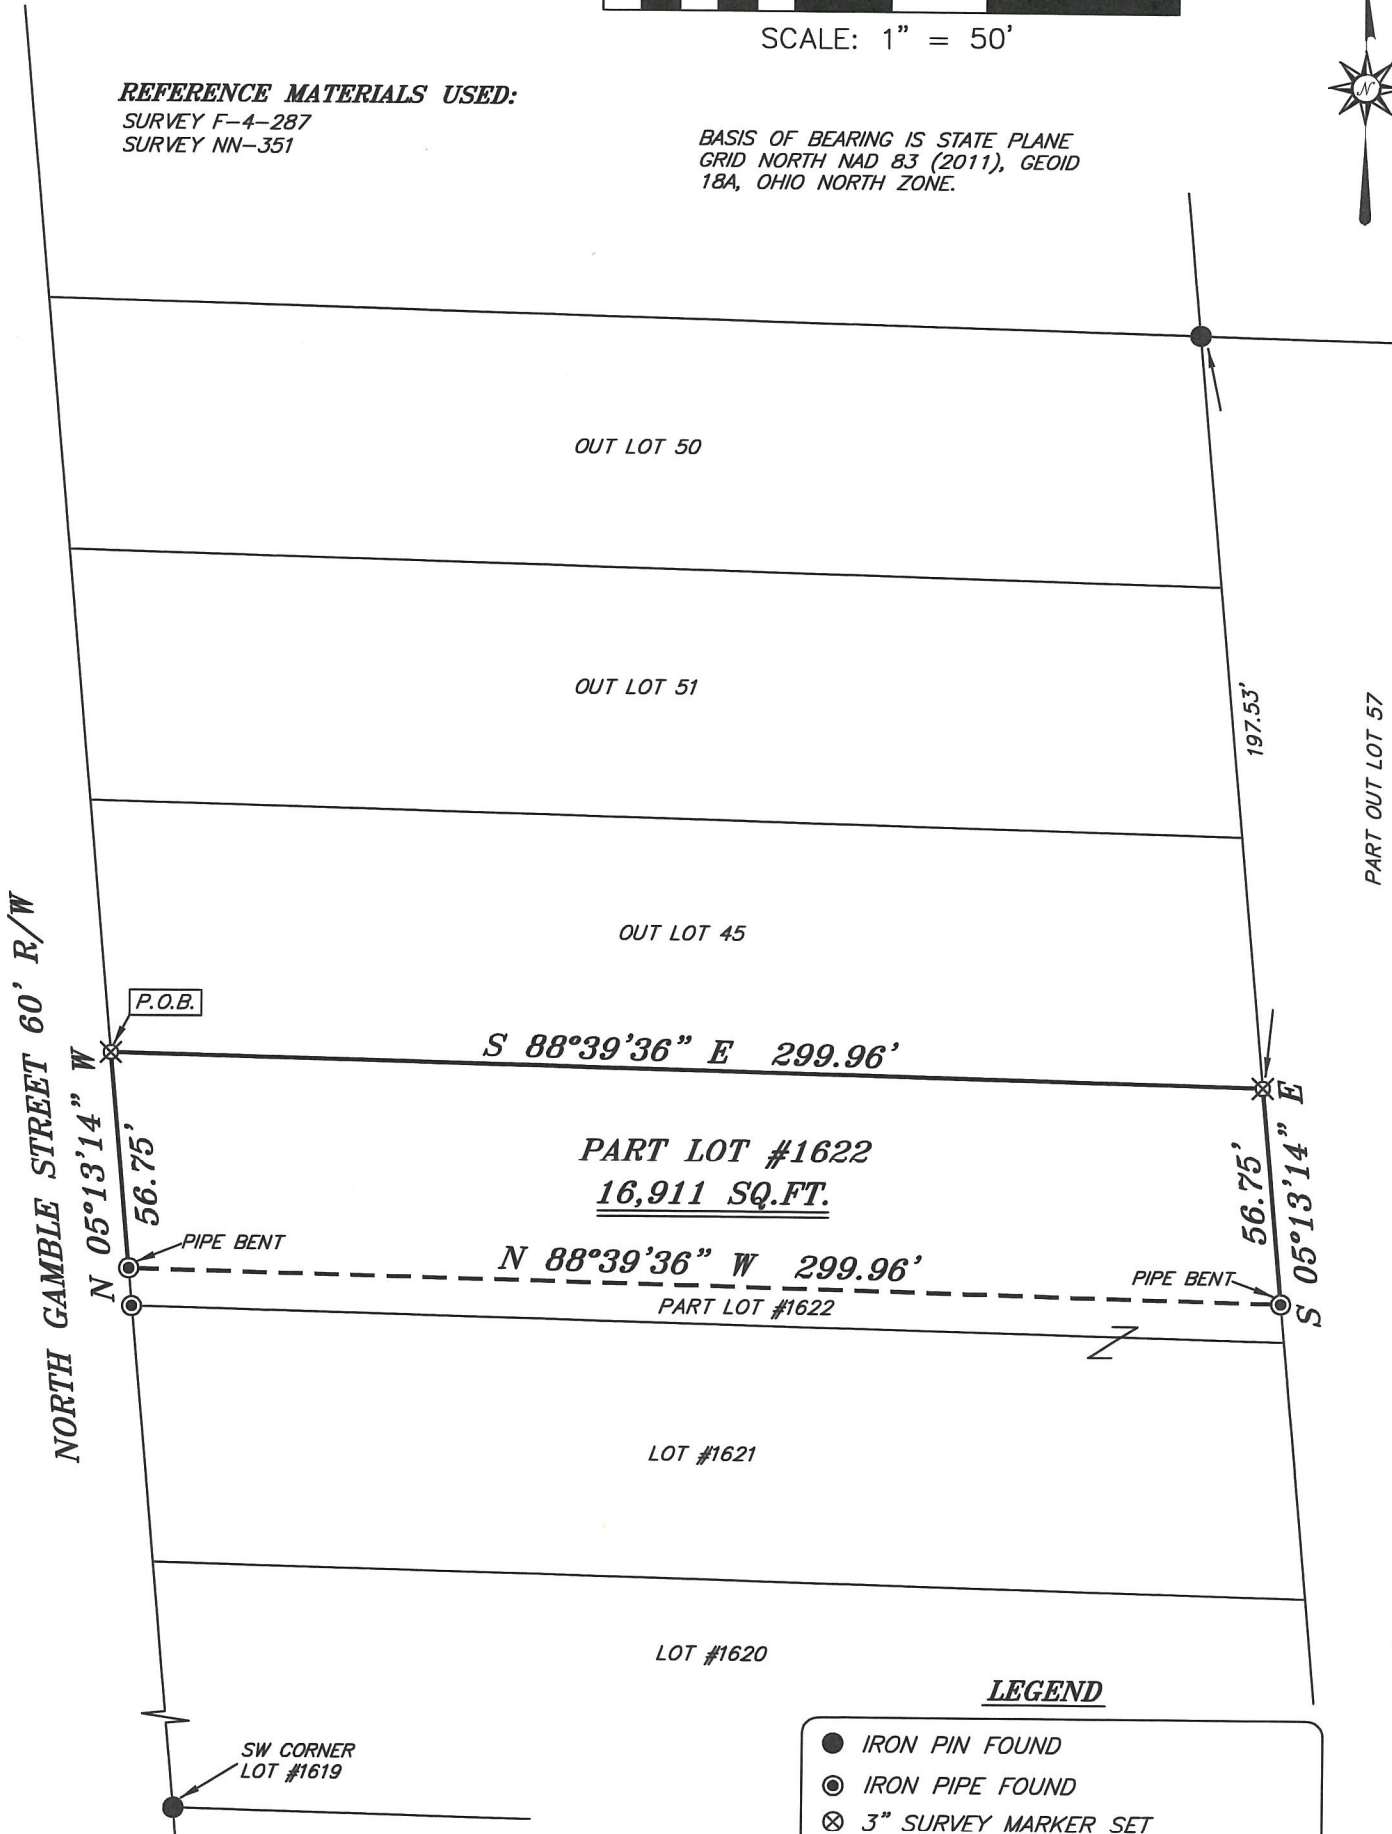 SCALE: 1" = 50'
REFERENCE MATERIALS USED:
SURVEY F-4-287
SURVEY NN-351
BASIS OF BEARING IS STATE PLANE
GRID NORTH NAD 83 (2011), GEOID
18A, OHIO NORTH ZONE.
N
OUT LOT 50
OUT LOT 51
197.53'
PART OUT LOT 57
OUT LOT 45
NORTH GAMBLE STREET 60' R/W
P.O.B.
S 88°39'36" E 299.96'
N 05°13'14" W
56.75'
PART LOT #1622
16,911 SQ.FT.
56.75'
S 05°13'14" E
PIPE BENT
N 88°39'36" W 299.96'
PIPE BENT
PART LOT #1622
LOT #1621
LOT #1620
SW CORNER
LOT #1619
LEGEND
IRON PIN FOUND
IRON PIPE FOUND
3" SURVEY MARKER SET